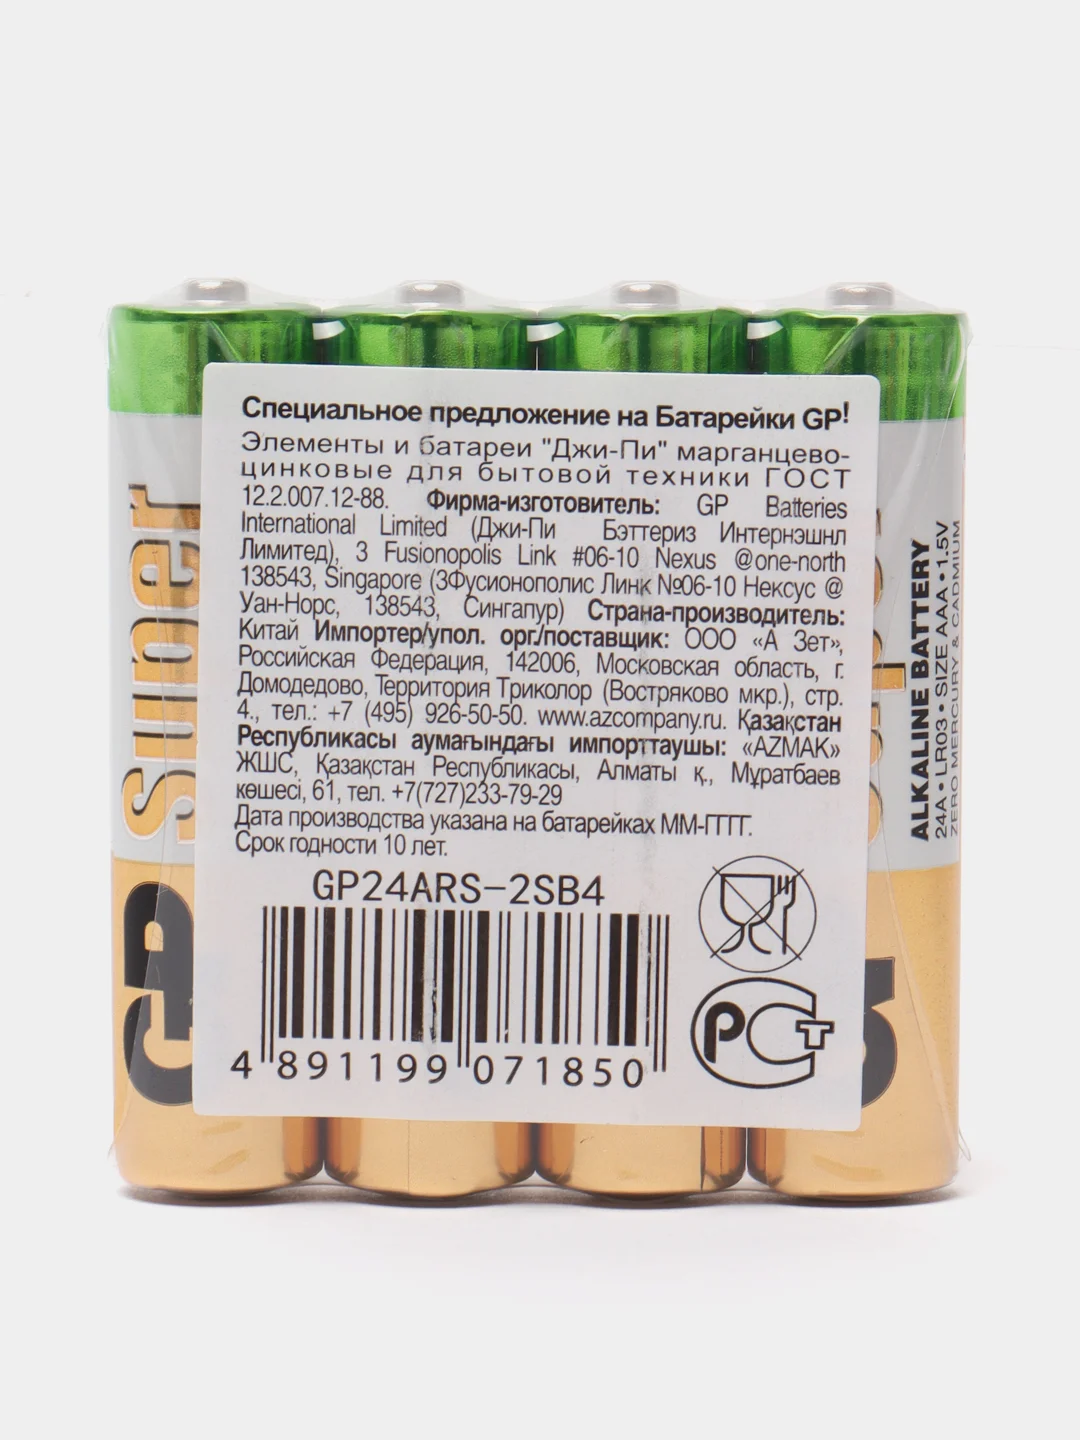 Специальное предложение на Батарейки GP!
Элементы и батареи "Джи-Пи" марганцево-
цинковые для бытовой техники ГОСТ
12.2.007.12-88. Фирма-изготовитель: GP Batteries
International Limited (Джи-Пи Бэттериз Интернэшнл
Лимитед), 3 Fusionopolis Link #06-10 Nexus @one-north
138543, Singapore (3Фусионополис Линк №06-10 Нексус @
Уан-Норс, 138543, Сингапур) Страна-производитель:
Китай Импортер/упол. орг./поставщик: ООО «А Зет»,
Российская Федерация, 142006, Московская область, г.
Домодедово, Территория Триколор (Востряково мкр.), стр.
4., тел.: +7 (495) 926-50-50. www.azcompany.ru. Қазақстан
Республикасы аумағындағы импорттаушы: «AZMAK»
ЖШС, Қазақстан Республикасы, Алматы қ., Мұратбаев
көшесі, 61, тел. +7(727)233-79-29
Дата производства указана на батарейках ММ-ГГГГ.
Срок годности 10 лет.
GP24ARS-2SB4
4 891199 071850
РСТ
GP Super
Super
ALKALINE BATTERY
24A • LR03 • SIZE AAA • 1.5V
ZERO MERCURY & CADMIUM